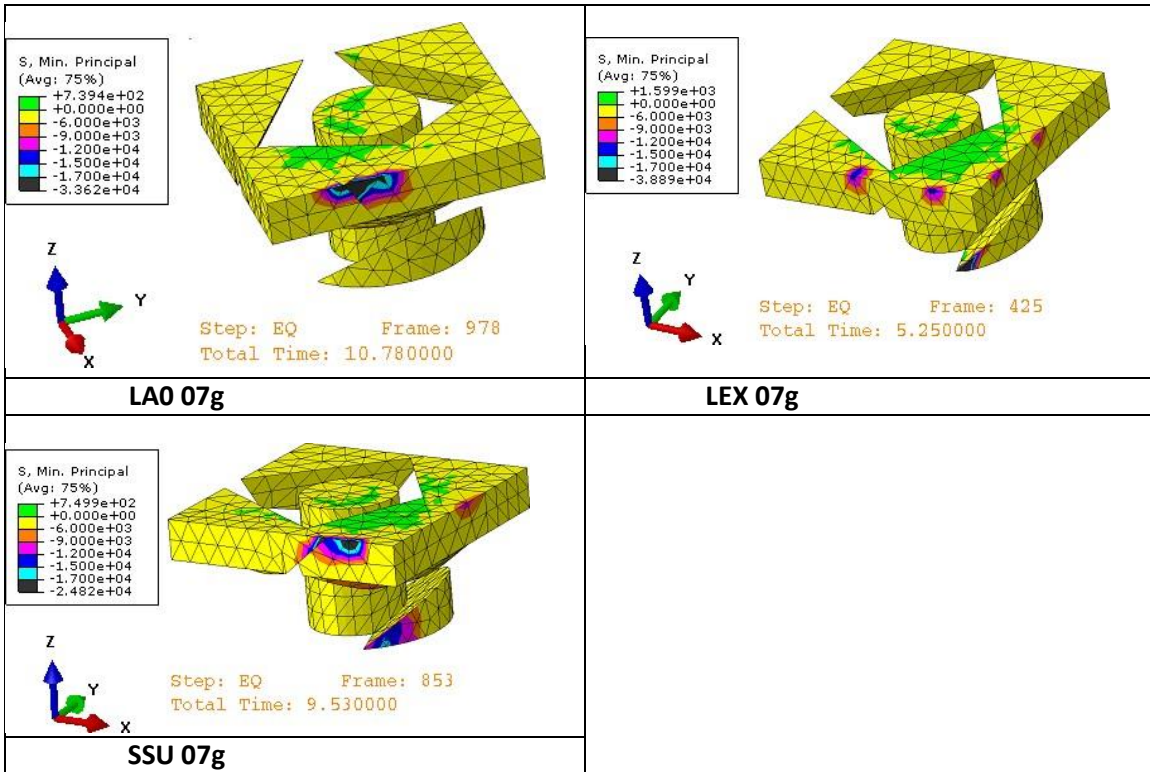 S, Min. Principal
(Avg: 75%)
+7.394e+02
+0.000e+00
-6.000e+03
-9.000e+03
-1.200e+04
-1.500e+04
-1.700e+04
-3.362e+04
Z
Y
X
Step: EQ Frame: 978
Total Time: 10.780000
LA0 07g
S, Min. Principal
(Avg: 75%)
+1.599e+03
+0.000e+00
-6.000e+03
-9.000e+03
-1.200e+04
-1.500e+04
-1.700e+04
-3.889e+04
Z
Y
X
Step: EQ Frame: 425
Total Time: 5.250000
LEX 07g
S, Min. Principal
(Avg: 75%)
+7.499e+02
+0.000e+00
-6.000e+03
-9.000e+03
-1.200e+04
-1.500e+04
-1.700e+04
-2.482e+04
Z
Y
X
Step: EQ Frame: 853
Total Time: 9.530000
SSU 07g